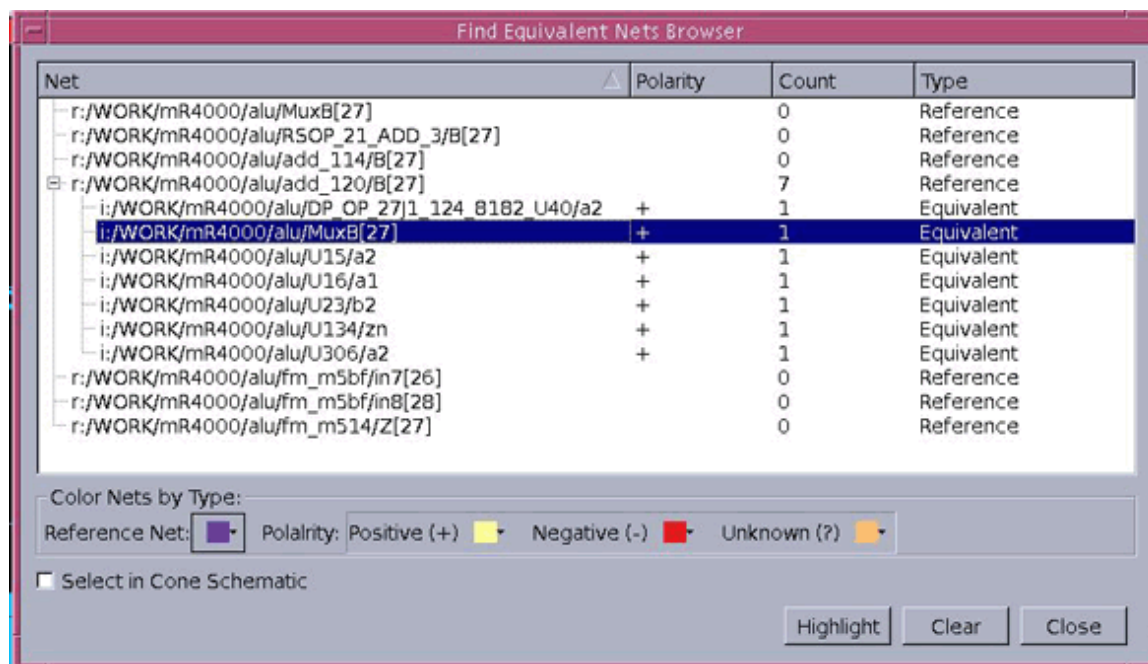 Find Equivalent Nets Browser
Net Polarity Count Type
r:/WORK/mR4000/alu/MuxB[27] 0 Reference
r:/WORK/mR4000/alu/RSOP_21_ADD_3/B[27] 0 Reference
r:/WORK/mR4000/alu/add_114/B[27] 0 Reference
r:/WORK/mR4000/alu/add_120/B[27] 7 Reference
i:/WORK/mR4000/alu/DP_OP_27J1_124_8182_U40/a2 + 1 Equivalent
i:/WORK/mR4000/alu/MuxB[27] + 1 Equivalent
i:/WORK/mR4000/alu/U15/a2 + 1 Equivalent
i:/WORK/mR4000/alu/U16/a1 + 1 Equivalent
i:/WORK/mR4000/alu/U23/b2 + 1 Equivalent
i:/WORK/mR4000/alu/U134/zn + 1 Equivalent
i:/WORK/mR4000/alu/U306/a2 + 1 Equivalent
r:/WORK/mR4000/alu/fm_m5bf/in7[26] 0 Reference
r:/WORK/mR4000/alu/fm_m5bf/in8[28] 0 Reference
r:/WORK/mR4000/alu/fm_m514/Z[27] 0 Reference
Color Nets by Type:
Reference Net: Polalrity: Positive (+) Negative (-) Unknown (?)
Select in Cone Schematic
Highlight Clear Close